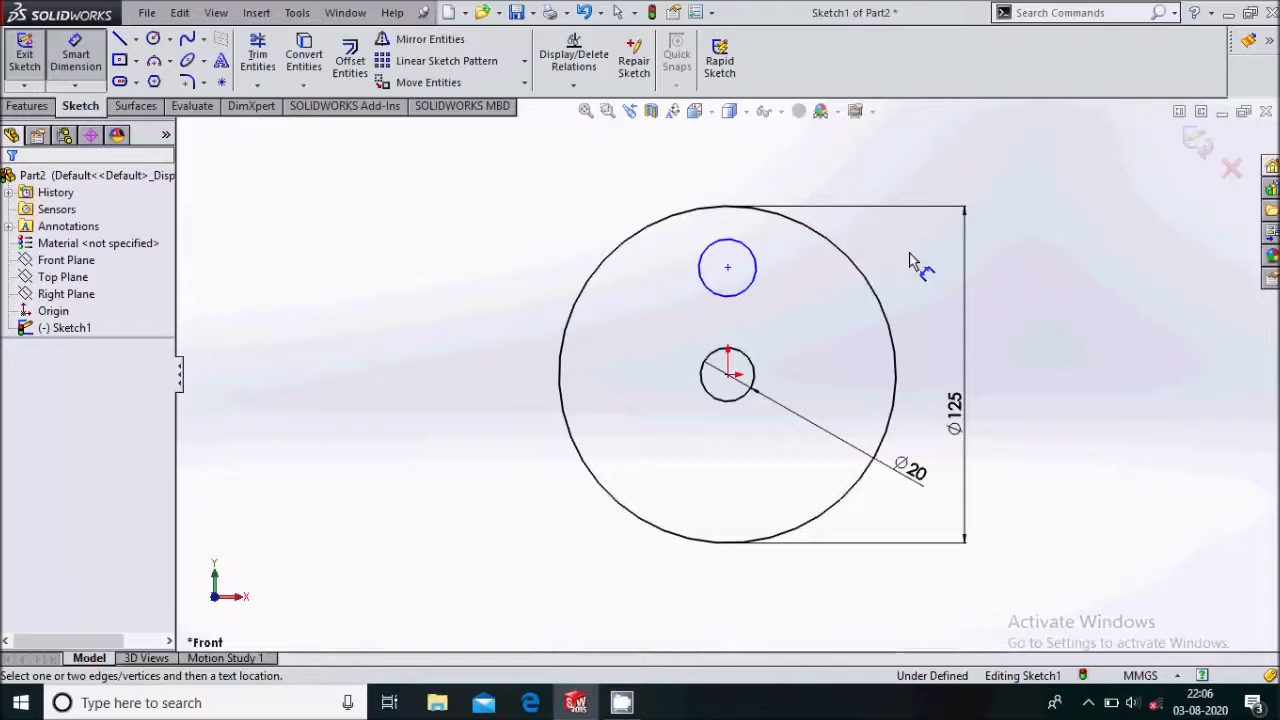 SOLIDWORKS File Edit View Insert Tools Window Help Sketch1 of Part2 * Search Commands
Exit Sketch Smart Dimension Trim Entities Convert Entities Offset Entities Mirror Entities Linear Sketch Pattern Move Entities Display/Delete Relations Repair Sketch Quick Snaps Rapid Sketch
Features Sketch Surfaces Evaluate DimXpert SOLIDWORKS Add-Ins SOLIDWORKS MBD
Part2 (Default<<Default>_Disp
History
Sensors
Annotations
Material <not specified>
Front Plane
Top Plane
Right Plane
Origin
(-) Sketch1
∅125
∅20
Y
X
*Front
Activate Windows
Go to Settings to activate Windows.
Model 3D Views Motion Study 1
Select one or two edges/vertices and then a text location. Under Defined Editing Sketch1 MMGS
Type here to search
SW
2015
22:06
03-08-2020
3